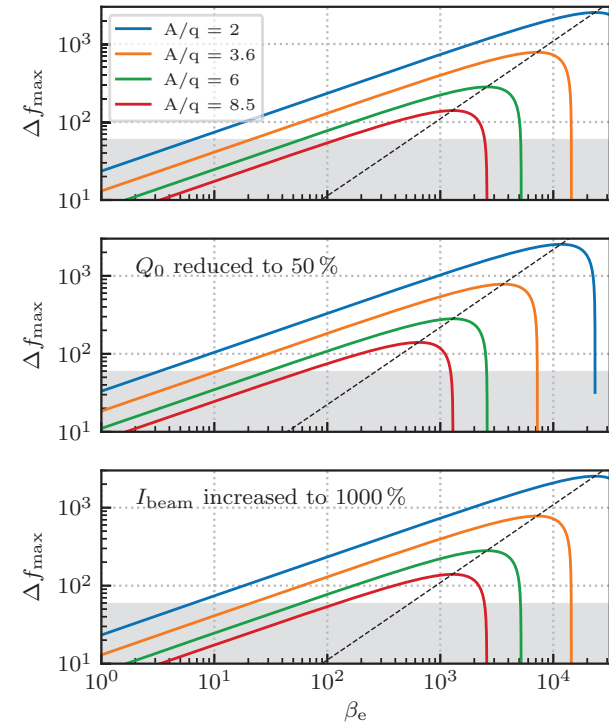 10³
10²
10¹
Δf_max
A/q = 2
A/q = 3.6
A/q = 6
A/q = 8.5
10³
10²
10¹
Δf_max
Q₀ reduced to 50 %
10³
10²
10¹
Δf_max
I_beam increased to 1000 %
10⁰ 10¹ 10² 10³ 10⁴
β_e